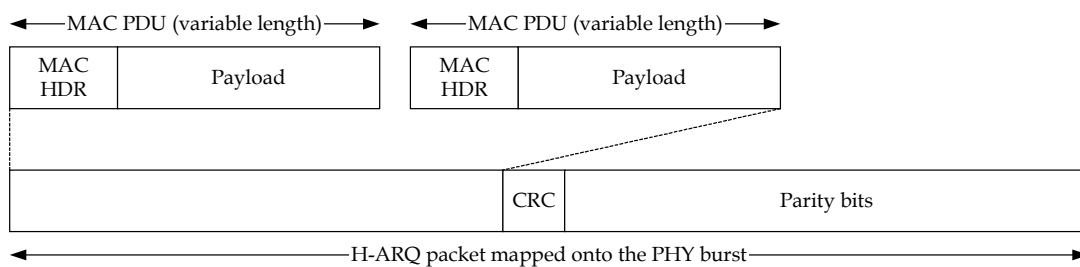 MAC PDU (variable length)
MAC PDU (variable length)
MAC
HDR
Payload
MAC
HDR
Payload
CRC
Parity bits
H-ARQ packet mapped onto the PHY burst